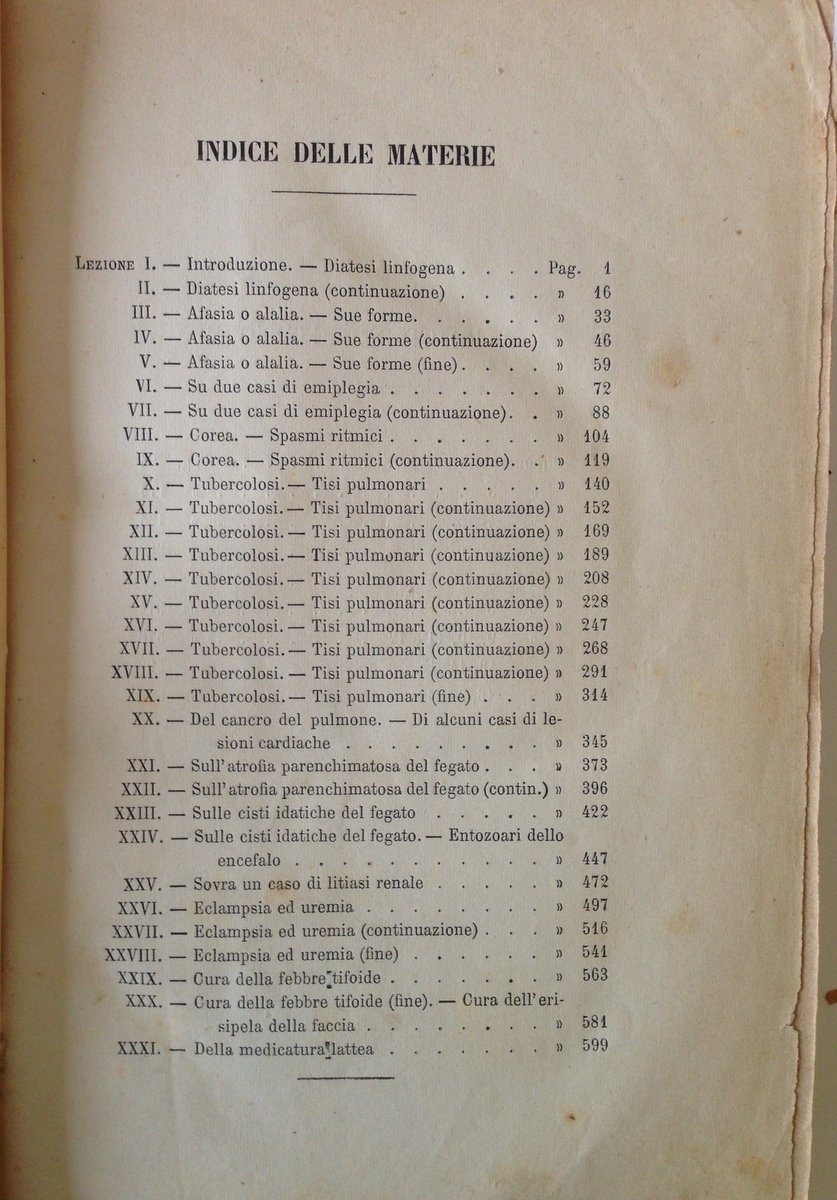 INDICE DELLE MATERIE
LEZIONE I. — Introduzione. — Diatesi linfogena . . . . Pag. 1
II. — Diatesi linfogena (continuazione) . . . . » 16
III. — Afasia o alalia. — Sue forme. . . . . . » 33
IV. — Afasia o alalia. — Sue forme (continuazione) » 46
V. — Afasia o alalia. — Sue forme (fine) . . . . » 59
VI. — Su due casi di emiplegia . . . . . . . » 72
VII. — Su due casi di emiplegia (continuazione). . » 88
VIII. — Corea. — Spasmi ritmici . . . . . . . » 104
IX. — Corea. — Spasmi ritmici (continuazione). . » 119
X. — Tubercolosi. — Tisi pulmonari . . . . . » 140
XI. — Tubercolosi. — Tisi pulmonari (continuazione) » 152
XII. — Tubercolosi. — Tisi pulmonari (continuazione) » 169
XIII. — Tubercolosi. — Tisi pulmonari (continuazione) » 189
XIV. — Tubercolosi. — Tisi pulmonari (continuazione) » 208
XV. — Tubercolosi. — Tisi pulmonari (continuazione) » 228
XVI. — Tubercolosi. — Tisi pulmonari (continuazione) » 247
XVII. — Tubercolosi. — Tisi pulmonari (continuazione) » 268
XVIII. — Tubercolosi. — Tisi pulmonari (continuazione) » 291
XIX. — Tubercolosi. — Tisi pulmonari (fine) . . . » 314
XX. — Del cancro del pulmone. — Di alcuni casi di le-
sioni cardiache . . . . . . . . . » 345
XXI. — Sull'atrofia parenchimatosa del fegato . . . » 373
XXII. — Sull'atrofia parenchimatosa del fegato (contin.) » 396
XXIII. — Sulle cisti idatiche del fegato . . . . . » 422
XXIV. — Sulle cisti idatiche del fegato. — Entozoari dello
encefalo . . . . . . . . . . . » 447
XXV. — Sovra un caso di litiasi renale . . . . . » 472
XXVI. — Eclampsia ed uremia . . . . . . . . » 497
XXVII. — Eclampsia ed uremia (continuazione) . . . » 516
XXVIII. — Eclampsia ed uremia (fine) . . . . . . » 541
XXIX. — Cura della febbre tifoide . . . . . . . » 563
XXX. — Cura della febbre tifoide (fine). — Cura dell'eri-
sipela della faccia . . . . . . . . » 581
XXXI. — Della medicatura lattea . . . . . . . » 599